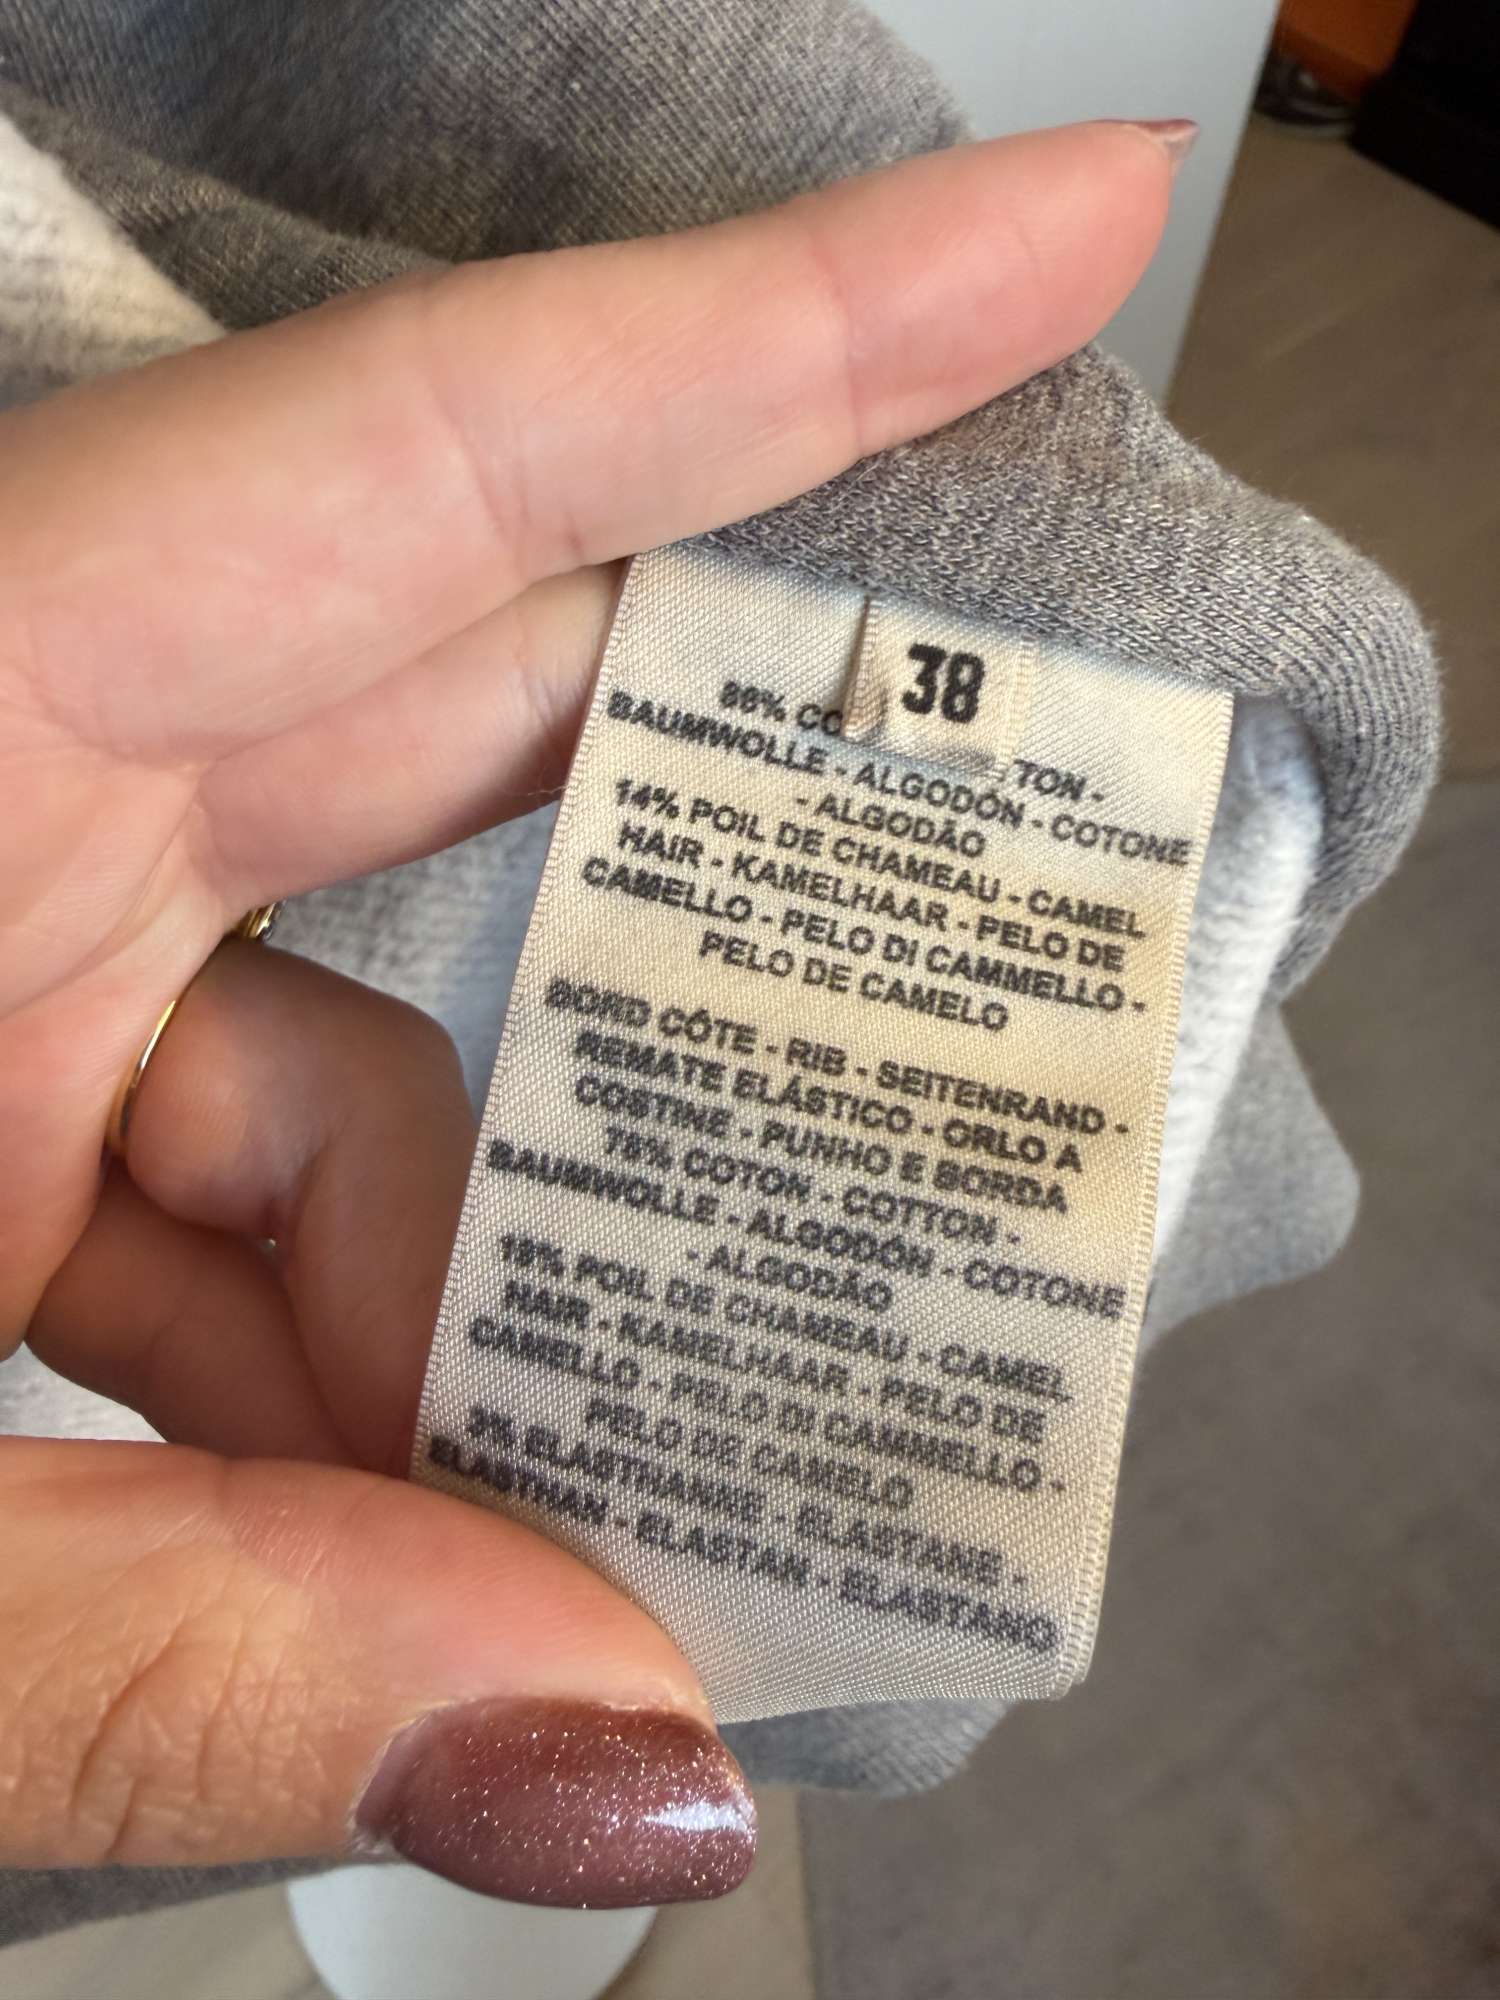 38
86% CO TON -
BAUMWOLLE - ALGODÓN - COTONE
- ALGODÃO
14% POIL DE CHAMEAU - CAMEL
HAIR - KAMELHAAR - PELO DE
CAMELLO - PELO DI CAMMELLO -
PELO DE CAMELO
BORD CÔTE - RIB - SEITENRAND -
REMATE ELÁSTICO - ORLO A
COSTINE - PUNHO E BORDA
COTON - COTTON -
BAUMWOLLE - ALGODÓN - COTONE
- ALGODÃO
POIL DE CHAMEAU - CAMEL
HAIR - KAMELHAAR - PELO DE
CAMELLO - PELO DI CAMMELLO -
PELO DE CAMELO
ELASTHANNE - ELASTANE -
ELASTHAN - ELASTAN - ELASTANO